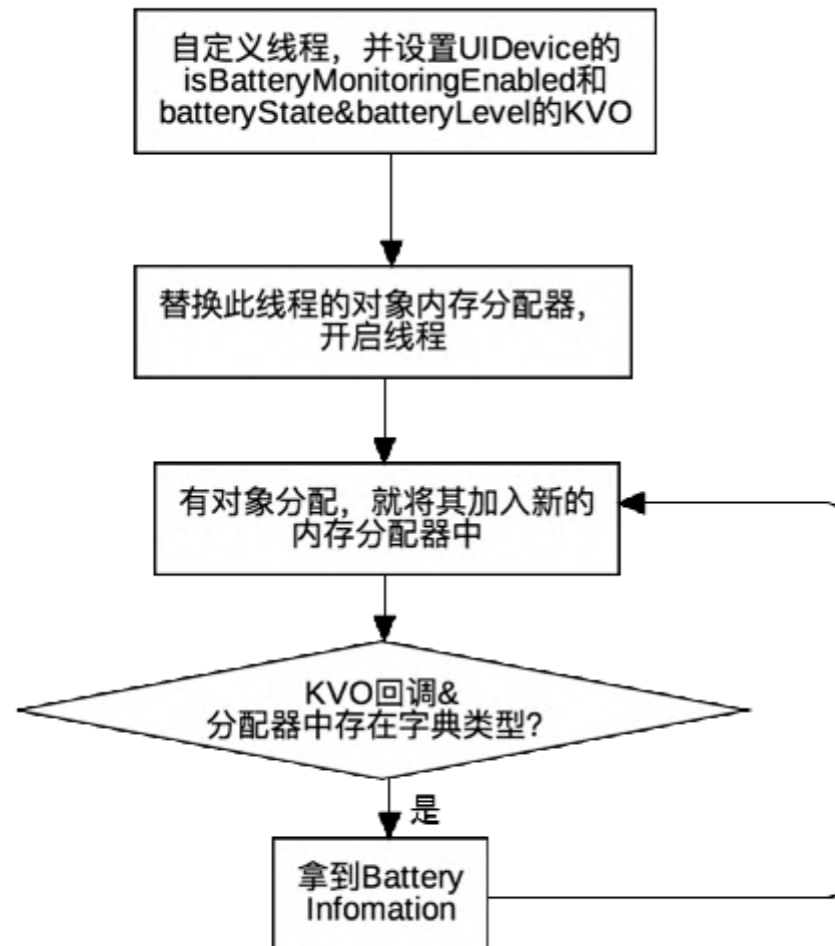 自定义线程，并设置UIDevice的
isBatteryMonitoringEnabled和
batteryState&batteryLevel的KVO
替换此线程的对象内存分配器，
开启线程
有对象分配，就将其加入新的
内存分配器中
KVO回调&
分配器中存在字典类型?
是
拿到Battery
Infomation